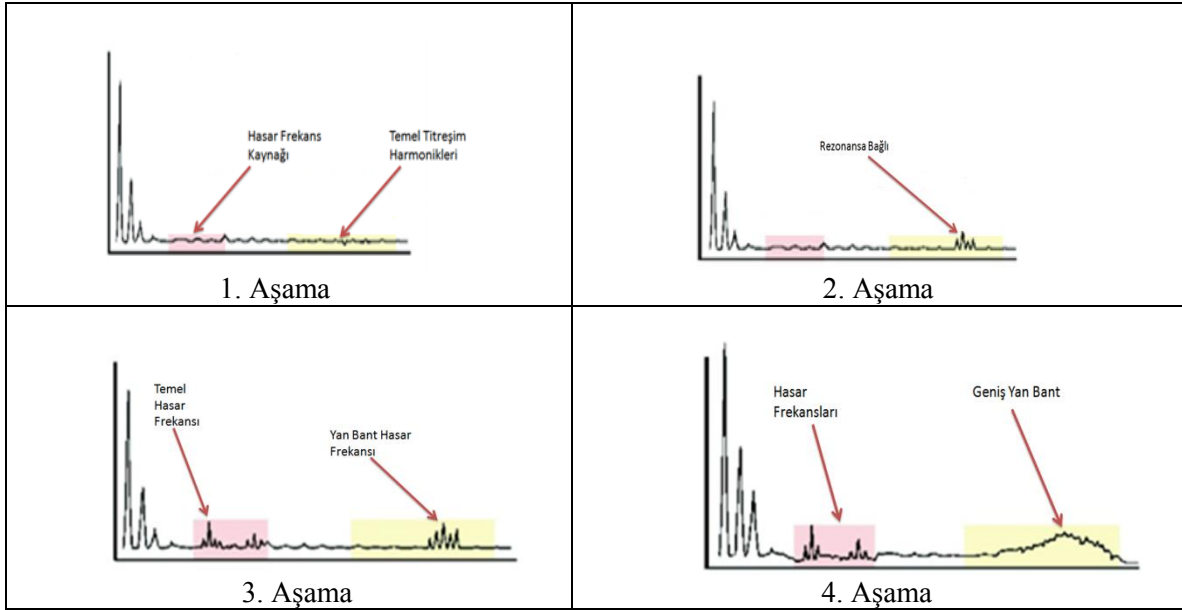 Hasar Frekans
Kaynağı
Temel Titreşim
Harmonikleri
1. Aşama
Rezonansa Bağlı
2. Aşama
Temel
Hasar
Frekansı
Yan Bant Hasar
Frekansı
3. Aşama
Hasar
Frekansları
Geniş Yan Bant
4. Aşama